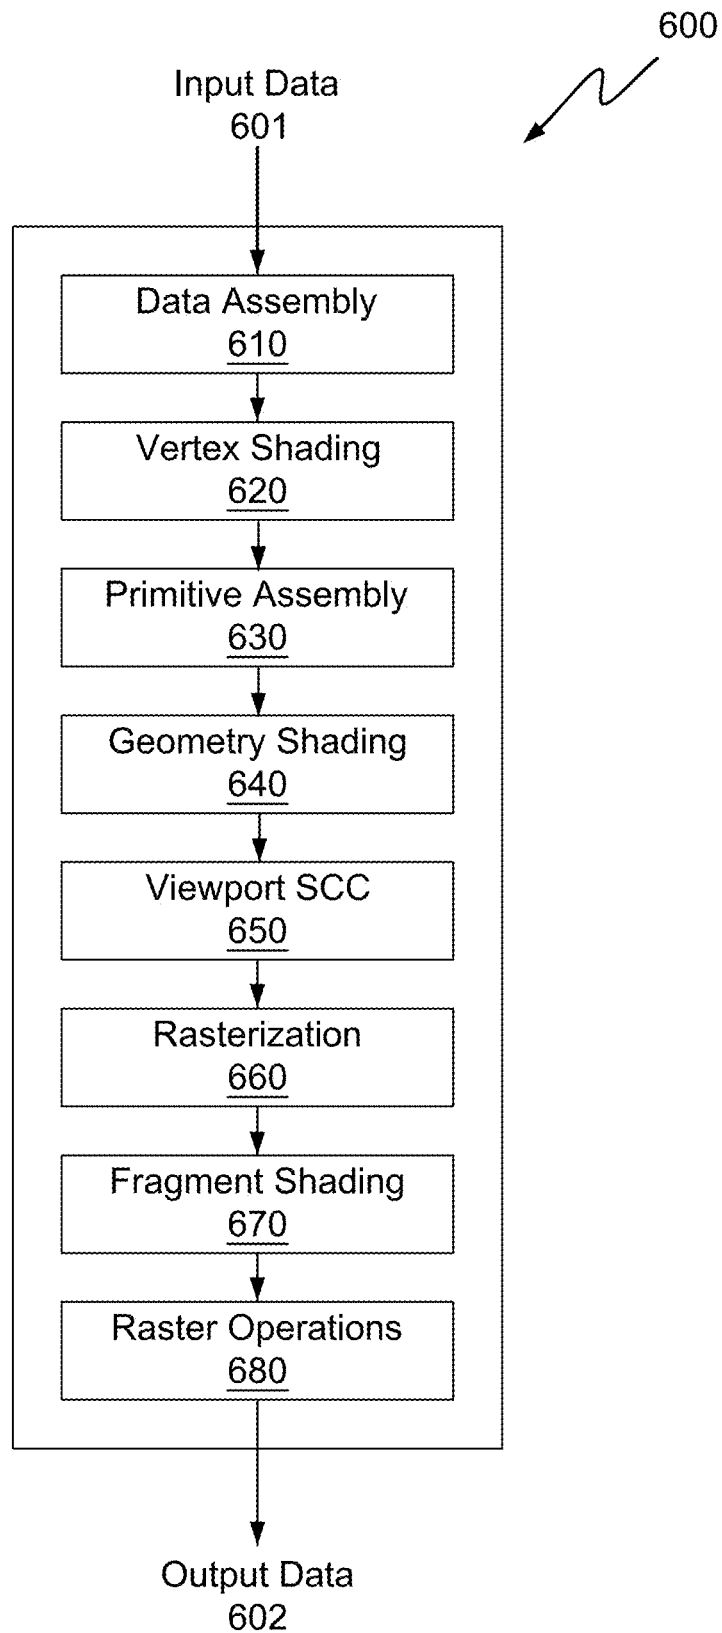 600
Input Data
601
Data Assembly
610
Vertex Shading
620
Primitive Assembly
630
Geometry Shading
640
Viewport SCC
650
Rasterization
660
Fragment Shading
670
Raster Operations
680
Output Data
602